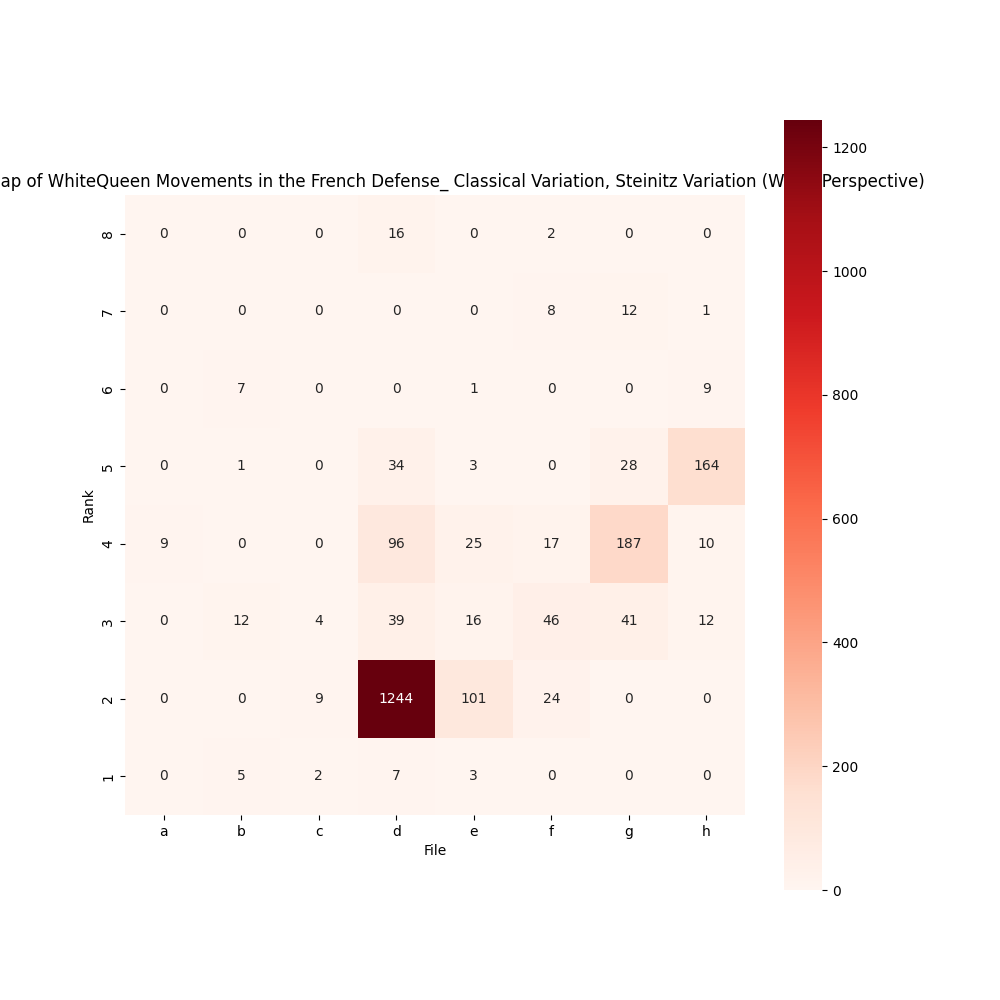 ap of WhiteQueen Movements in the French Defense_ Classical Variation, Steinitz Variation (W Perspective)
1200
1000
800
600
400
200
0
Rank
8 0 0 0 16 0 2 0 0
7 0 0 0 0 0 8 12 1
6 0 7 0 0 1 0 0 9
5 0 1 0 34 3 0 28 164
4 9 0 0 96 25 17 187 10
3 0 12 4 39 16 46 41 12
2 0 0 9 1244 101 24 0 0
1 0 5 2 7 3 0 0 0
a b c d e f g h
File